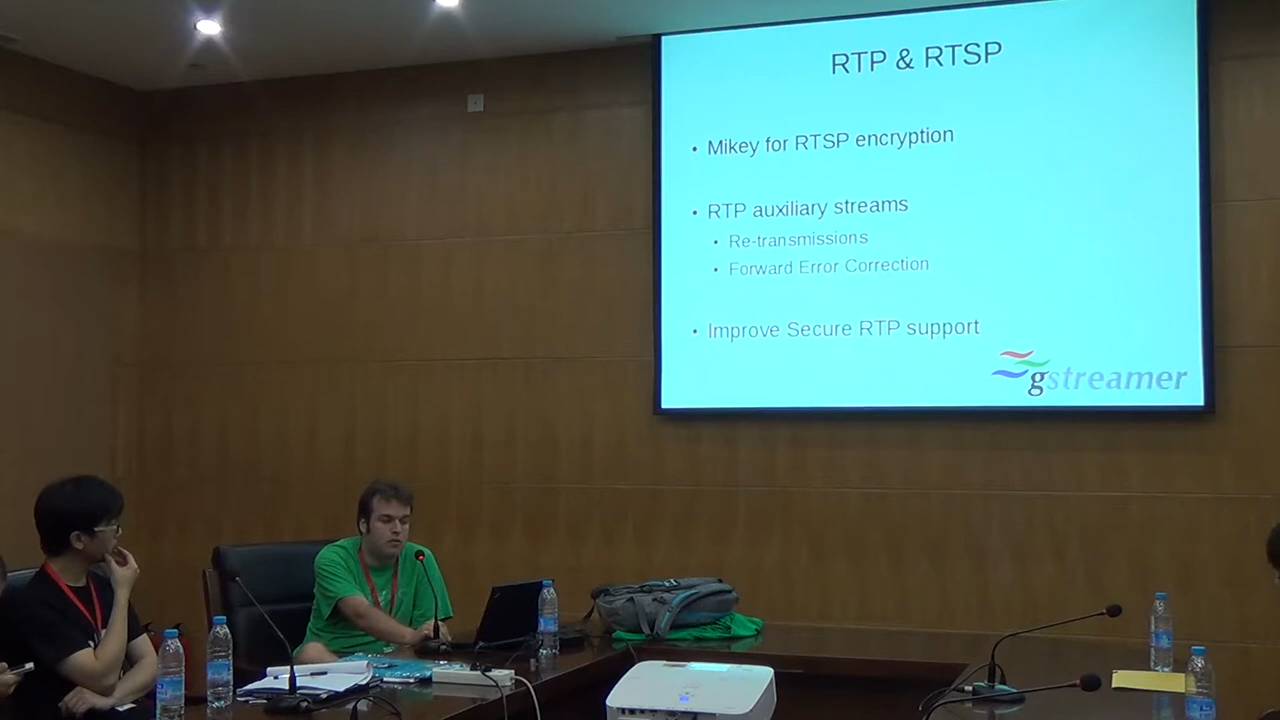 RTP & RTSP
• Mikey for RTSP encryption
• RTP auxiliary streams
• Re-transmissions
• Forward Error Correction
• Improve Secure RTP support
gstreamer